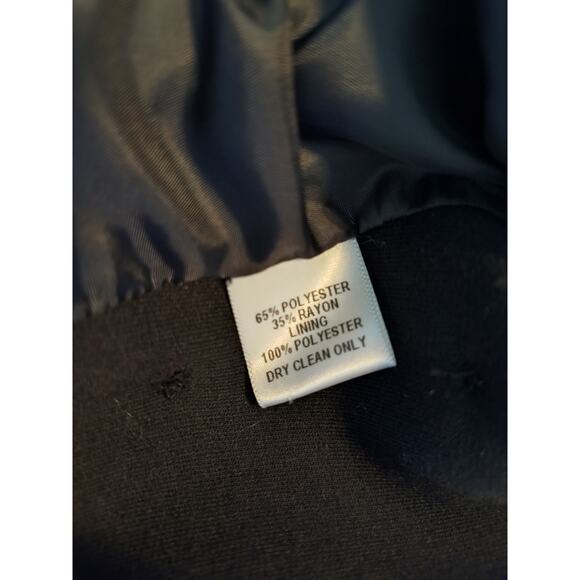 65% POLYESTER
35% RAYON
LINING
100% POLYESTER
DRY CLEAN ONLY